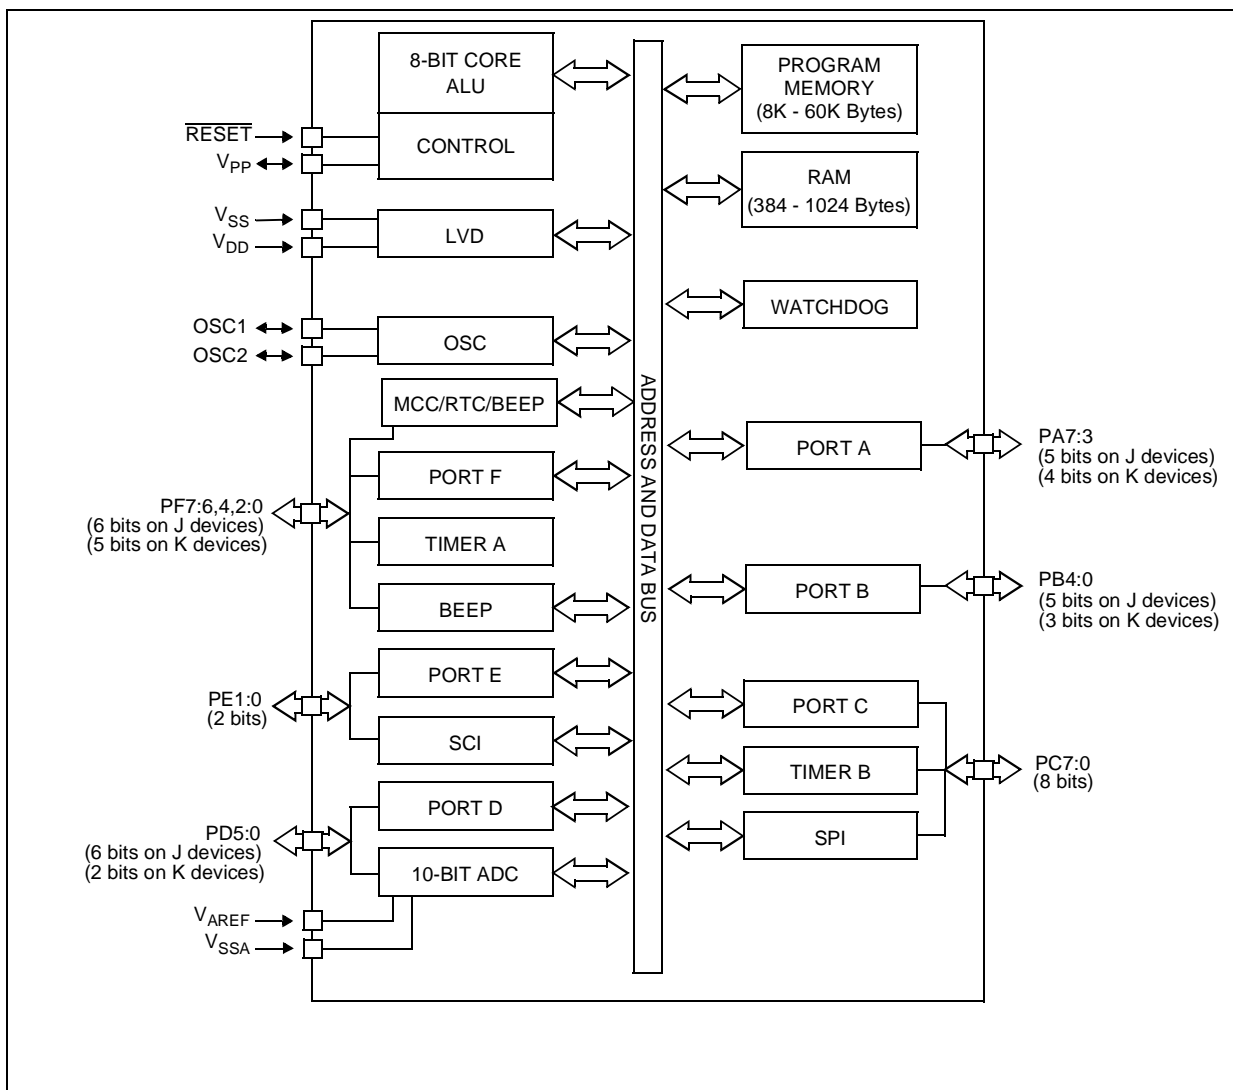 8-BIT CORE
ALU
CONTROL
RESET
VPP
VSS
VDD
LVD
OSC1
OSC2
OSC
MCC/RTC/BEEP
PORT F
TIMER A
BEEP
PF7:6,4,2:0
(6 bits on J devices)
(5 bits on K devices)
PORT E
SCI
PE1:0
(2 bits)
PORT D
10-BIT ADC
PD5:0
(6 bits on J devices)
(2 bits on K devices)
VAREF
VSSA
ADDRESS AND DATA BUS
PROGRAM
MEMORY
(8K - 60K Bytes)
RAM
(384 - 1024 Bytes)
WATCHDOG
PORT A
PA7:3
(5 bits on J devices)
(4 bits on K devices)
PORT B
PB4:0
(5 bits on J devices)
(3 bits on K devices)
PORT C
TIMER B
SPI
PC7:0
(8 bits)